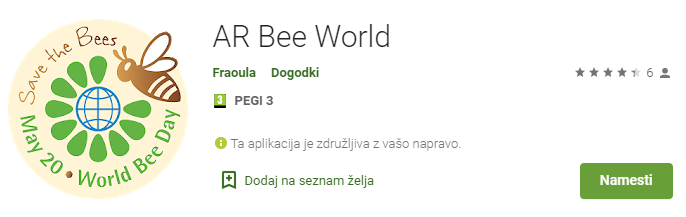 Save the Bees
May 20 • World Bee Day
AR Bee World
Fraoula Dogodki
6
3 PEGI 3
Ta aplikacija je združljiva z vašo napravo.
Dodaj na seznam želja
Namesti